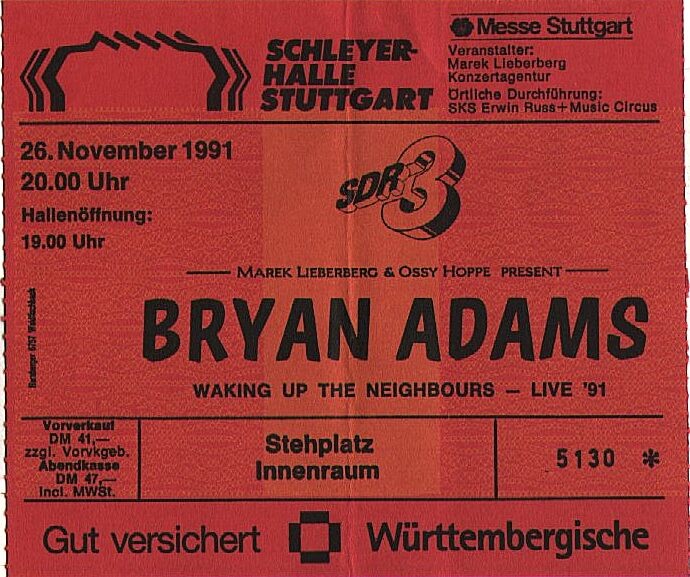 SCHLEYER-
HALLE
STUTTGART
Messe Stuttgart
Veranstalter:
Marek Lieberberg
Konzertagentur
Örtliche Durchführung:
SKS Erwin Russ+Music Circus
26. November 1991
20.00 Uhr
Hallenöffnung:
19.00 Uhr
SDR 3
MAREK LIEBERBERG & OSSY HOPPE PRESENT
BRYAN ADAMS
WAKING UP THE NEIGHBOURS – LIVE '91
Vorverkauf
DM 41,—
zzgl. Vorvkgeb.
Abendkasse
DM 47,—
incl. MWSt.
Stehplatz
Innenraum
5130 *
Gut versichert Württembergische